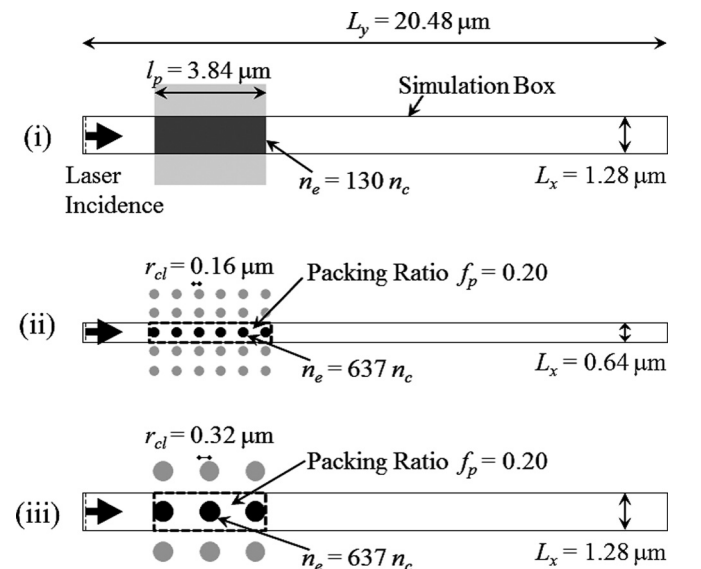 L_y = 20.48 μm
l_p = 3.84 μm
Simulation Box
(i)
Laser
Incidence
n_e = 130 n_c
L_x = 1.28 μm
r_cl = 0.16 μm
Packing Ratio f_p = 0.20
(ii)
n_e = 637 n_c
L_x = 0.64 μm
r_cl = 0.32 μm
Packing Ratio f_p = 0.20
(iii)
n_e = 637 n_c
L_x = 1.28 μm